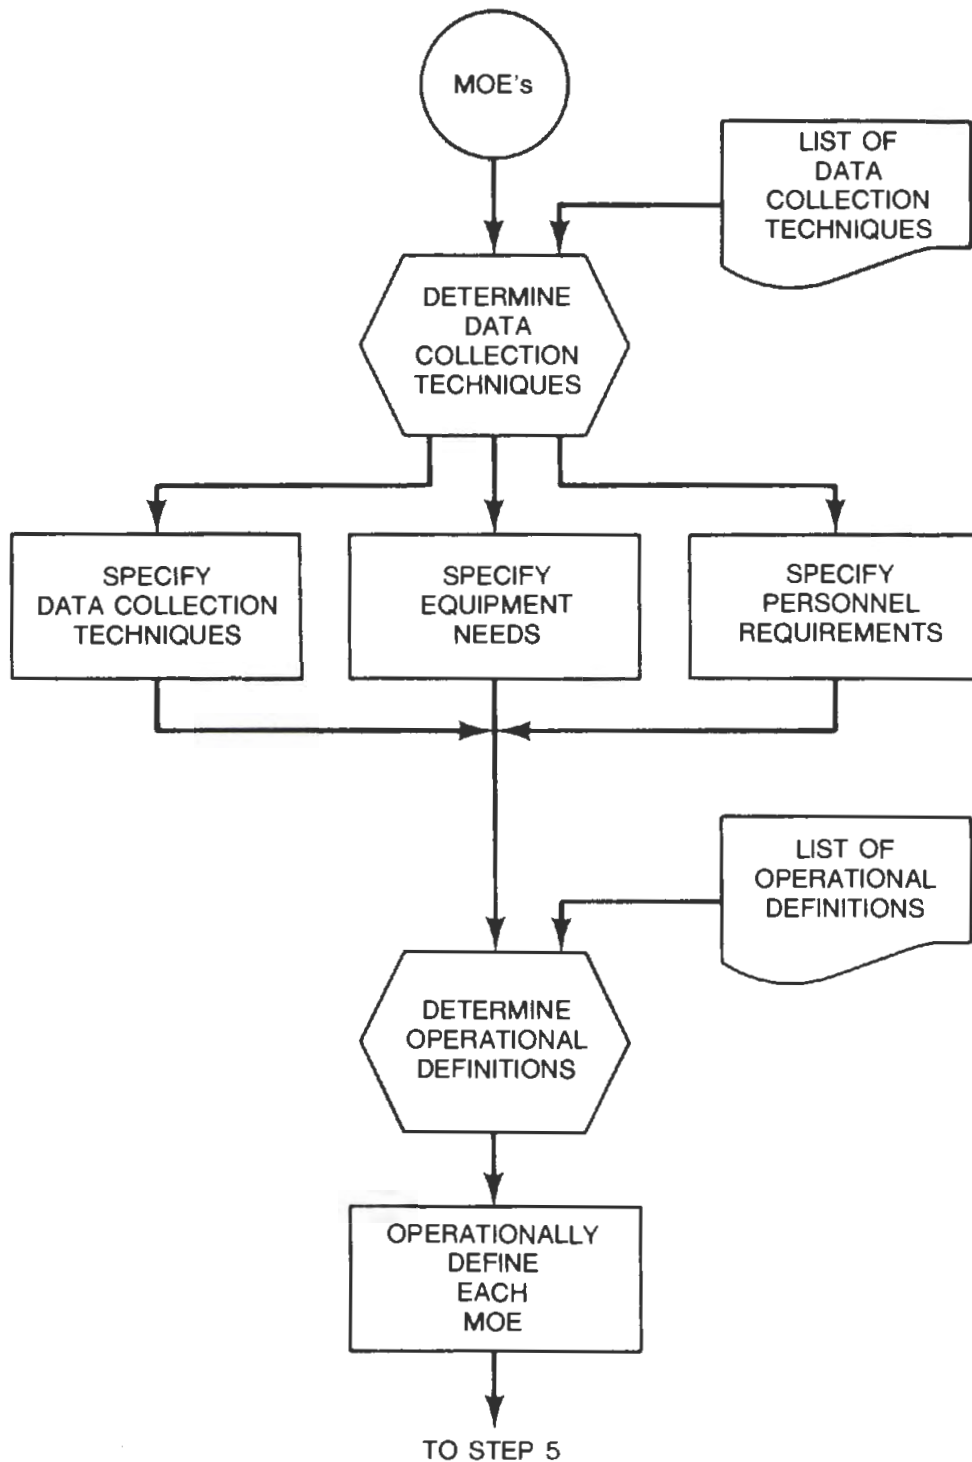 MOE's
LIST OF
DATA
COLLECTION
TECHNIQUES
DETERMINE
DATA
COLLECTION
TECHNIQUES
SPECIFY
DATA COLLECTION
TECHNIQUES
SPECIFY
EQUIPMENT
NEEDS
SPECIFY
PERSONNEL
REQUIREMENTS
LIST OF
OPERATIONAL
DEFINITIONS
DETERMINE
OPERATIONAL
DEFINITIONS
OPERATIONALLY
DEFINE
EACH
MOE
TO STEP 5